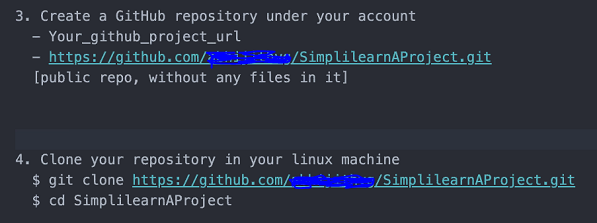 3. Create a GitHub repository under your account
- Your_github_project_url
- https://github.com/ /SimplilearnAProject.git
[public repo, without any files in it]
4. Clone your repository in your linux machine
$ git clone https://github.com/ /SimplilearnAProject.git
$ cd SimplilearnAProject